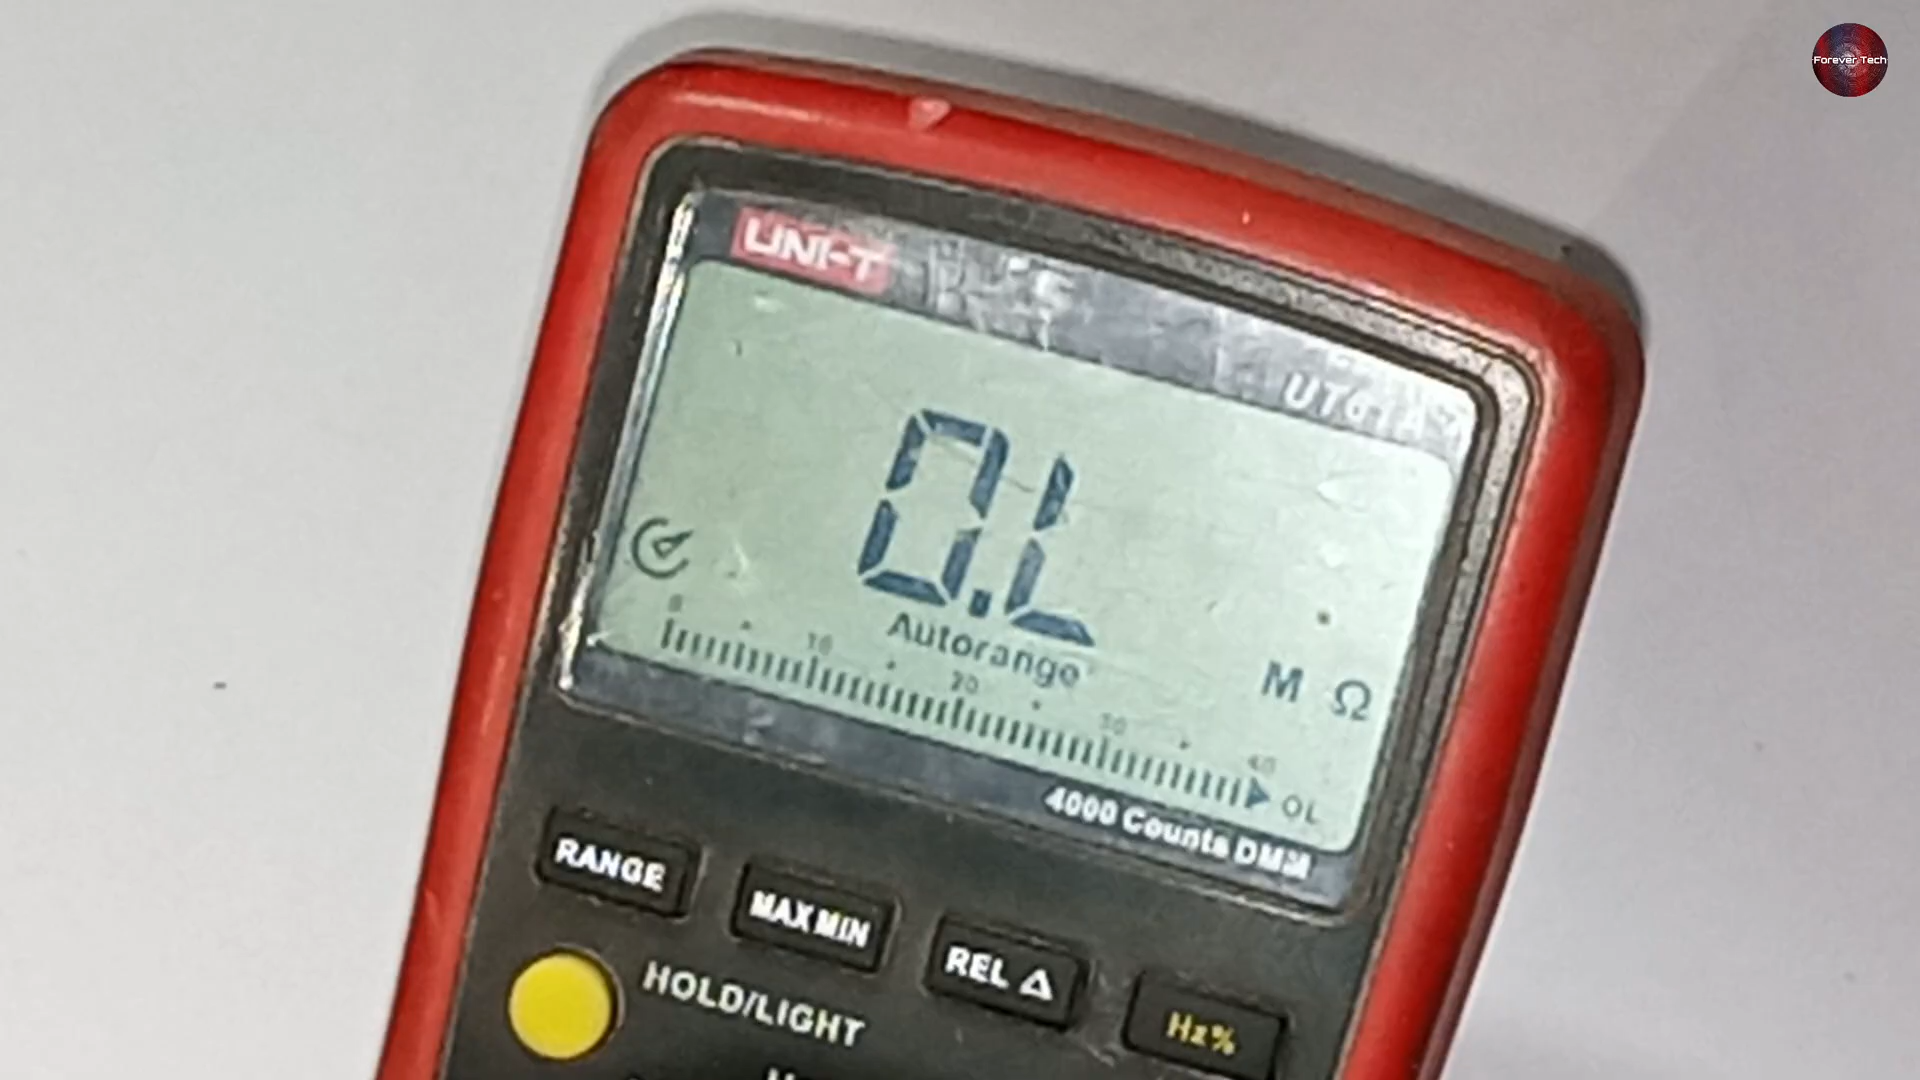 Forever Tech
UNI-T
UT61A
0.L
Autorange
0 10 20 30 40
M Ω
OL
4000 Counts DMM
RANGE
MAX MIN
REL △
Hz%
HOLD/LIGHT